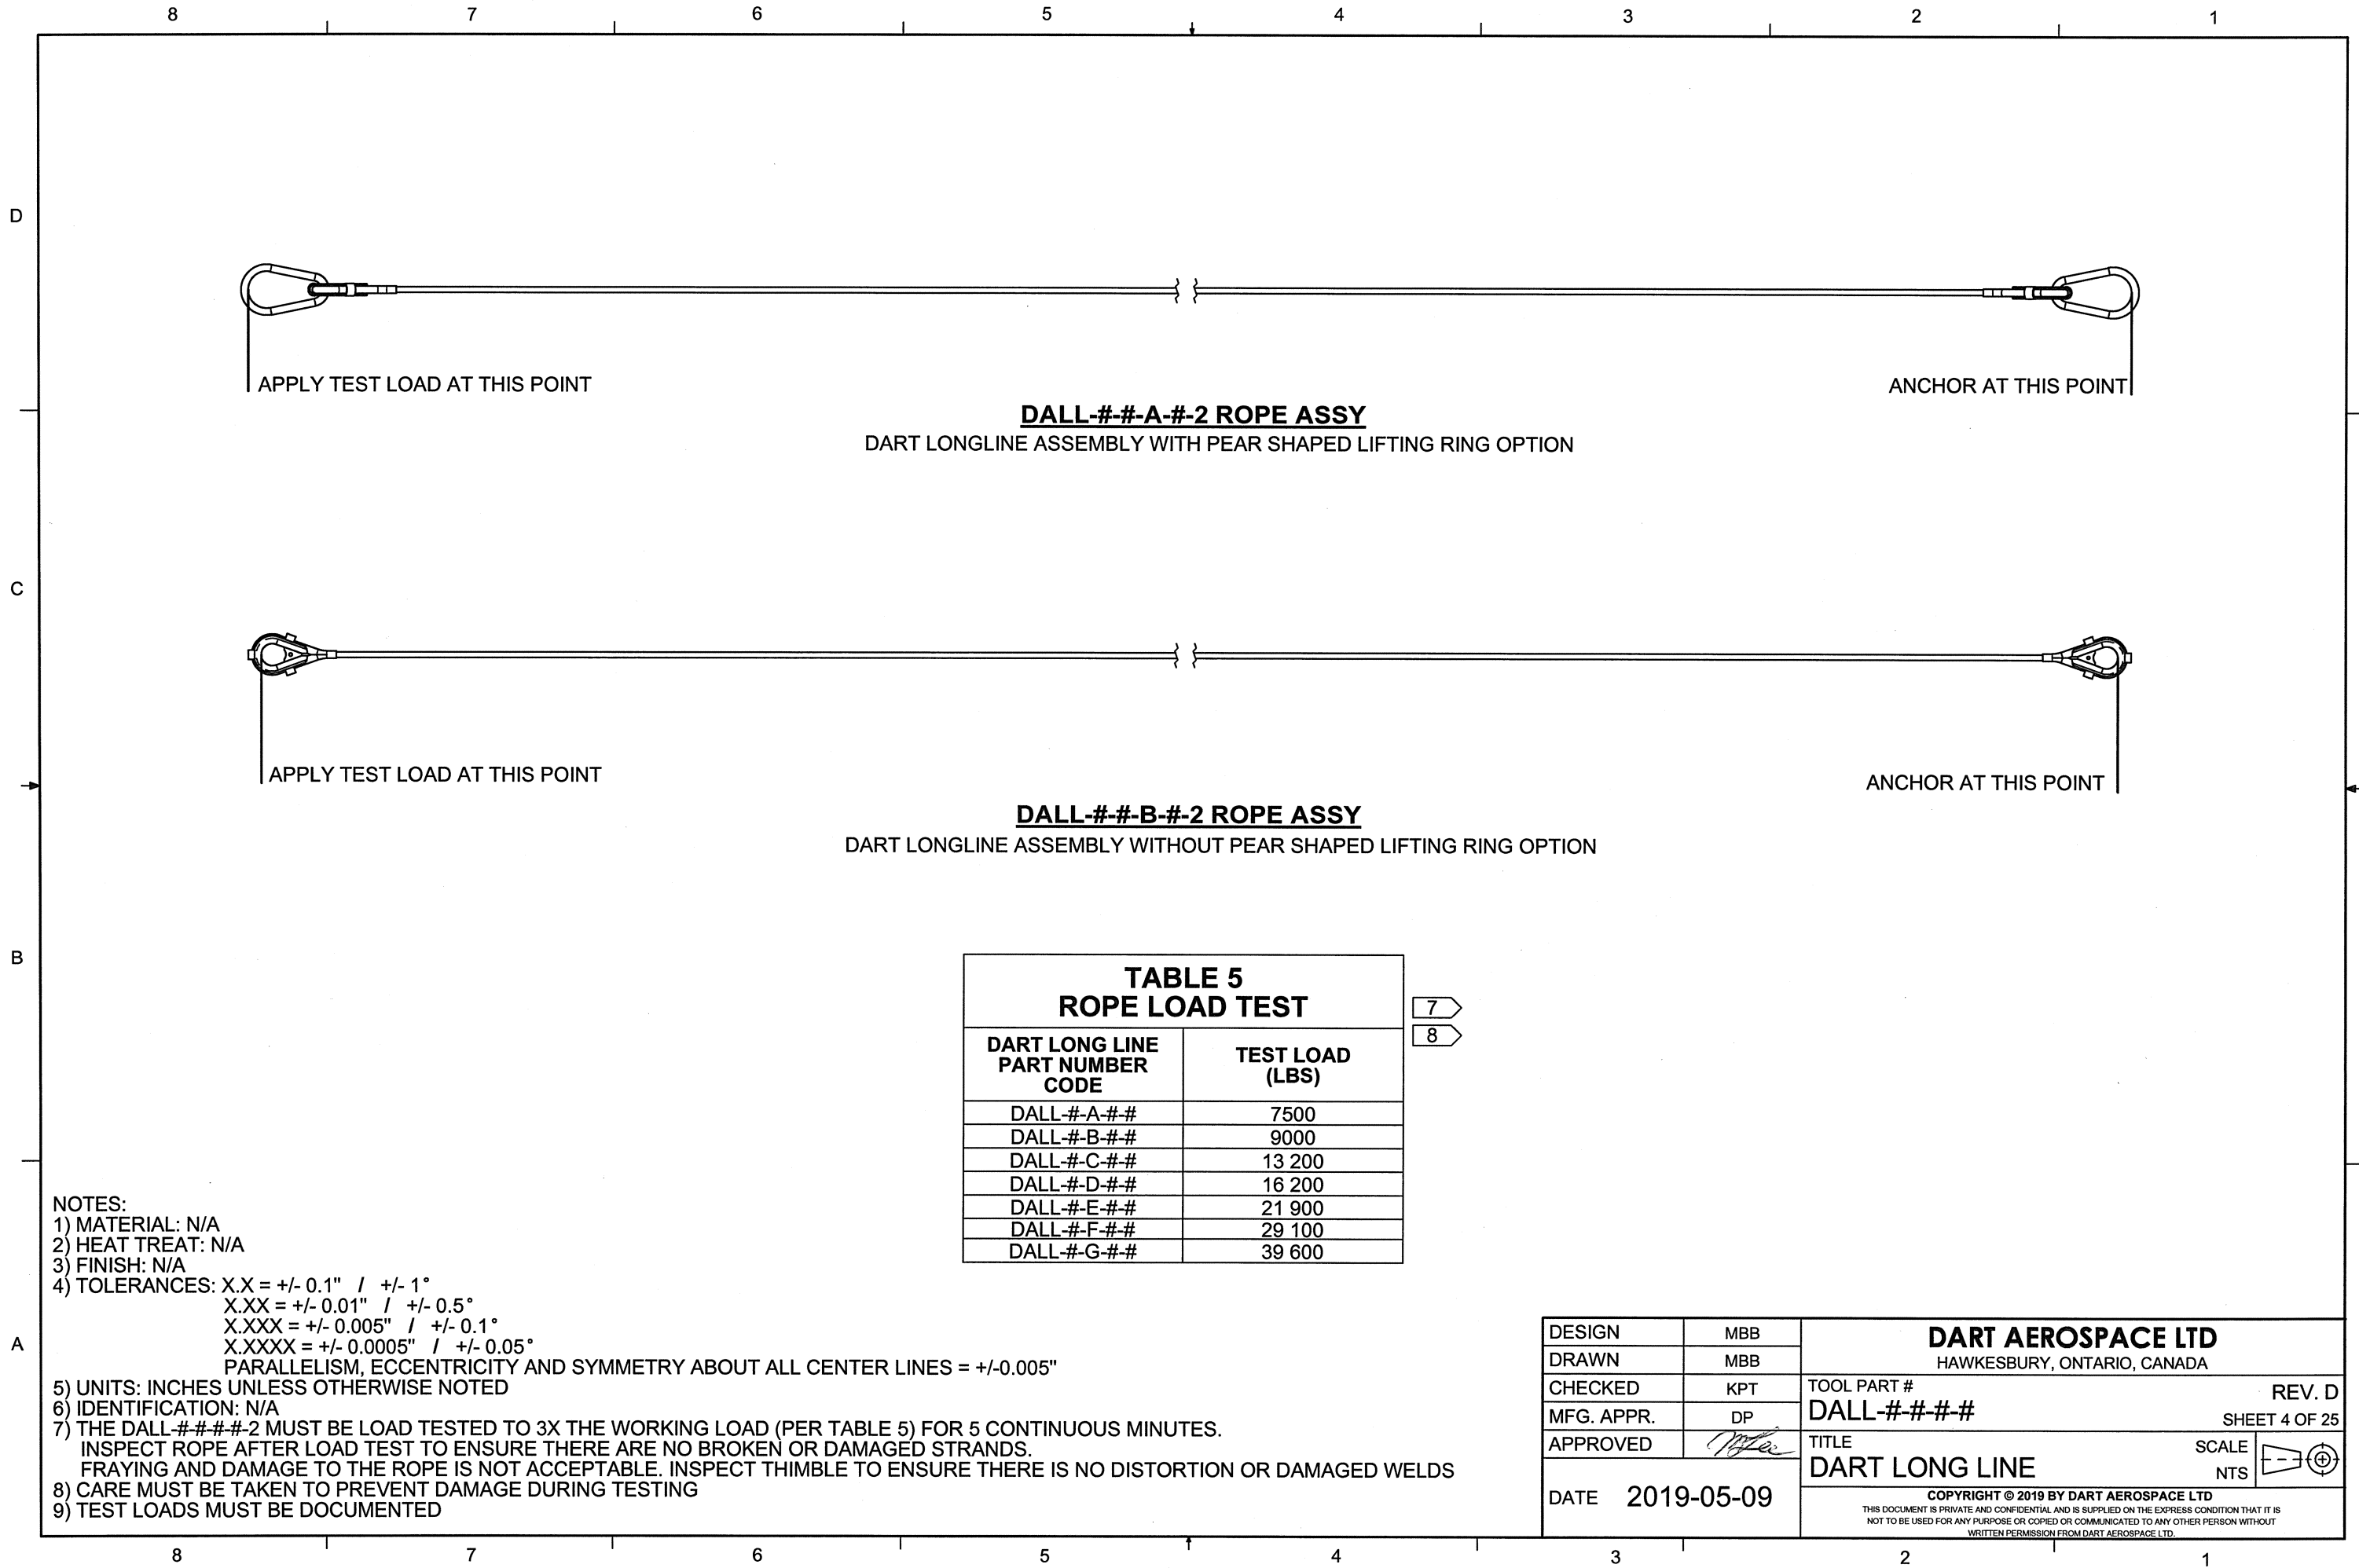 8 7 6 5 4 3 2 1
D
APPLY TEST LOAD AT THIS POINT
ANCHOR AT THIS POINT
DALL-#-#-A-#-2 ROPE ASSY
DART LONGLINE ASSEMBLY WITH PEAR SHAPED LIFTING RING OPTION
C
APPLY TEST LOAD AT THIS POINT
ANCHOR AT THIS POINT
DALL-#-#-B-#-2 ROPE ASSY
DART LONGLINE ASSEMBLY WITHOUT PEAR SHAPED LIFTING RING OPTION
B
TABLE 5
ROPE LOAD TEST
7
8
DART LONG LINE
PART NUMBER
CODE
TEST LOAD
(LBS)
DALL-#-A-#-# 7500
DALL-#-B-#-# 9000
DALL-#-C-#-# 13 200
DALL-#-D-#-# 16 200
DALL-#-E-#-# 21 900
DALL-#-F-#-# 29 100
DALL-#-G-#-# 39 600
NOTES:
1) MATERIAL: N/A
2) HEAT TREAT: N/A
3) FINISH: N/A
4) TOLERANCES: X.X = +/- 0.1" / +/- 1°
X.XX = +/- 0.01" / +/- 0.5°
X.XXX = +/- 0.005" / +/- 0.1°
X.XXXX = +/- 0.0005" / +/- 0.05°
PARALLELISM, ECCENTRICITY AND SYMMETRY ABOUT ALL CENTER LINES = +/-0.005"
5) UNITS: INCHES UNLESS OTHERWISE NOTED
6) IDENTIFICATION: N/A
7) THE DALL-#-#-#-#-2 MUST BE LOAD TESTED TO 3X THE WORKING LOAD (PER TABLE 5) FOR 5 CONTINUOUS MINUTES.
INSPECT ROPE AFTER LOAD TEST TO ENSURE THERE ARE NO BROKEN OR DAMAGED STRANDS.
FRAYING AND DAMAGE TO THE ROPE IS NOT ACCEPTABLE. INSPECT THIMBLE TO ENSURE THERE IS NO DISTORTION OR DAMAGED WELDS
8) CARE MUST BE TAKEN TO PREVENT DAMAGE DURING TESTING
9) TEST LOADS MUST BE DOCUMENTED
A
DESIGN MBB
DRAWN MBB
CHECKED KPT
MFG. APPR. DP
APPROVED
DATE 2019-05-09
DART AEROSPACE LTD
HAWKESBURY, ONTARIO, CANADA
TOOL PART # REV. D
DALL-#-#-#-# SHEET 4 OF 25
TITLE SCALE
DART LONG LINE NTS
COPYRIGHT © 2019 BY DART AEROSPACE LTD
THIS DOCUMENT IS PRIVATE AND CONFIDENTIAL AND IS SUPPLIED ON THE EXPRESS CONDITION THAT IT IS
NOT TO BE USED FOR ANY PURPOSE OR COPIED OR COMMUNICATED TO ANY OTHER PERSON WITHOUT
WRITTEN PERMISSION FROM DART AEROSPACE LTD.
8 7 6 5 4 3 2 1